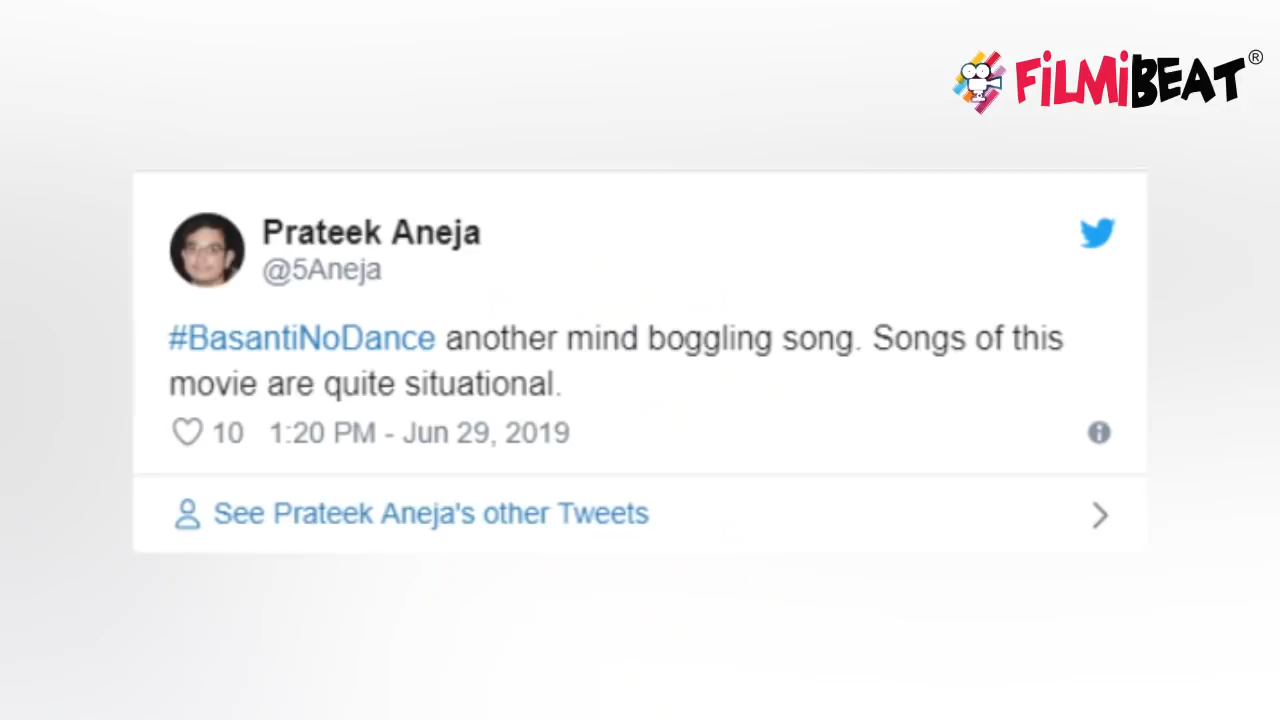 FiLMiBEAT®
Prateek Aneja
@5Aneja
#BasantiNoDance another mind boggling song. Songs of this
movie are quite situational.
10 1:20 PM - Jun 29, 2019
See Prateek Aneja's other Tweets